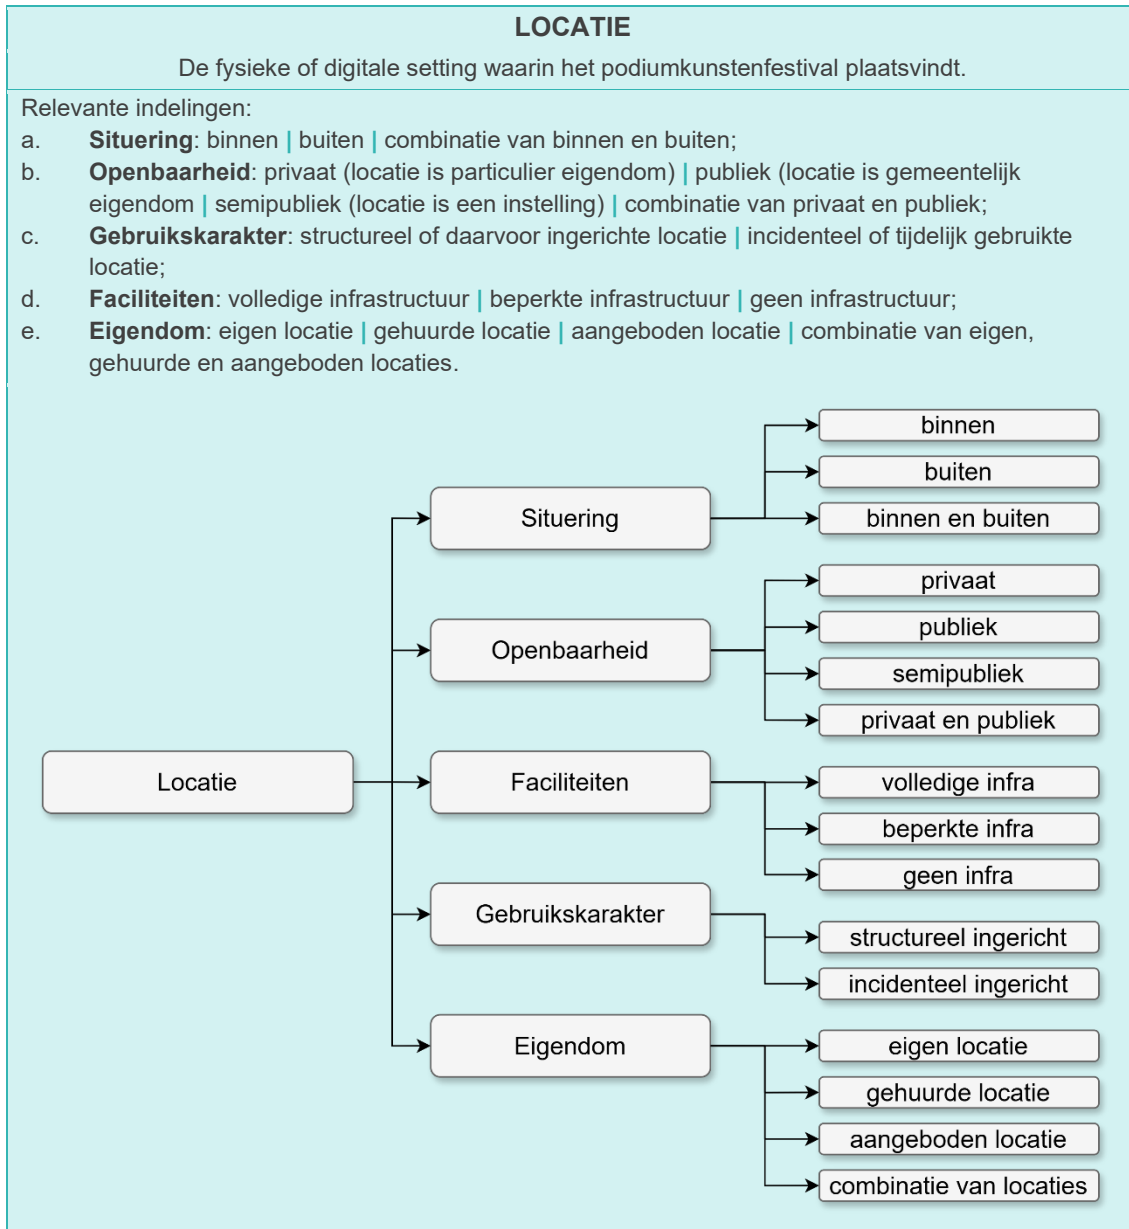 LOCATIE
De fysieke of digitale setting waarin het podiumkunstenfestival plaatsvindt.
Relevante indelingen:
a. Situering: binnen | buiten | combinatie van binnen en buiten;
b. Openbaarheid: privaat (locatie is particulier eigendom) | publiek (locatie is gemeentelijk
eigendom | semipubliek (locatie is een instelling) | combinatie van privaat en publiek;
c. Gebruikskarakter: structureel of daarvoor ingerichte locatie | incidenteel of tijdelijk gebruikte
locatie;
d. Faciliteiten: volledige infrastructuur | beperkte infrastructuur | geen infrastructuur;
e. Eigendom: eigen locatie | gehuurde locatie | aangeboden locatie | combinatie van eigen,
gehuurde en aangeboden locaties.
Locatie
Situering
binnen
buiten
binnen en buiten
Openbaarheid
privaat
publiek
semipubliek
privaat en publiek
Faciliteiten
volledige infra
beperkte infra
geen infra
Gebruikskarakter
structureel ingericht
incidenteel ingericht
Eigendom
eigen locatie
gehuurde locatie
aangeboden locatie
combinatie van locaties